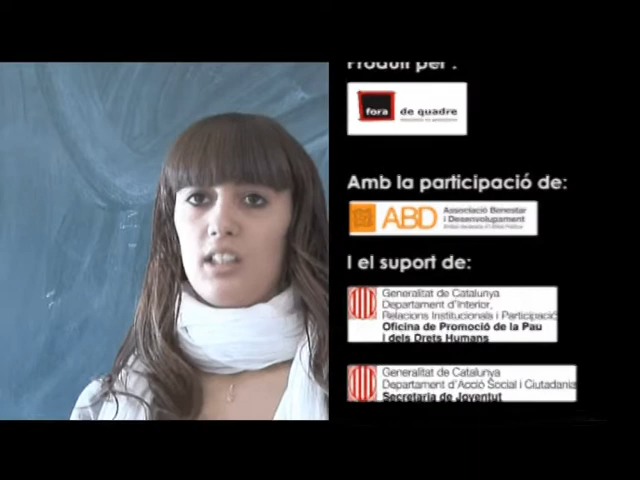 Produït per :
fora de quadre
Amb la participació de:
ABD Associació Benestar
i Desenvolupament
I el suport de:
Generalitat de Catalunya
Departament d'Interior,
Relacions Institucionals i Participació
Oficina de Promoció de la Pau
i dels Drets Humans
Generalitat de Catalunya
Departament d'Acció Social i Ciutadania
Secretaria de Joventut